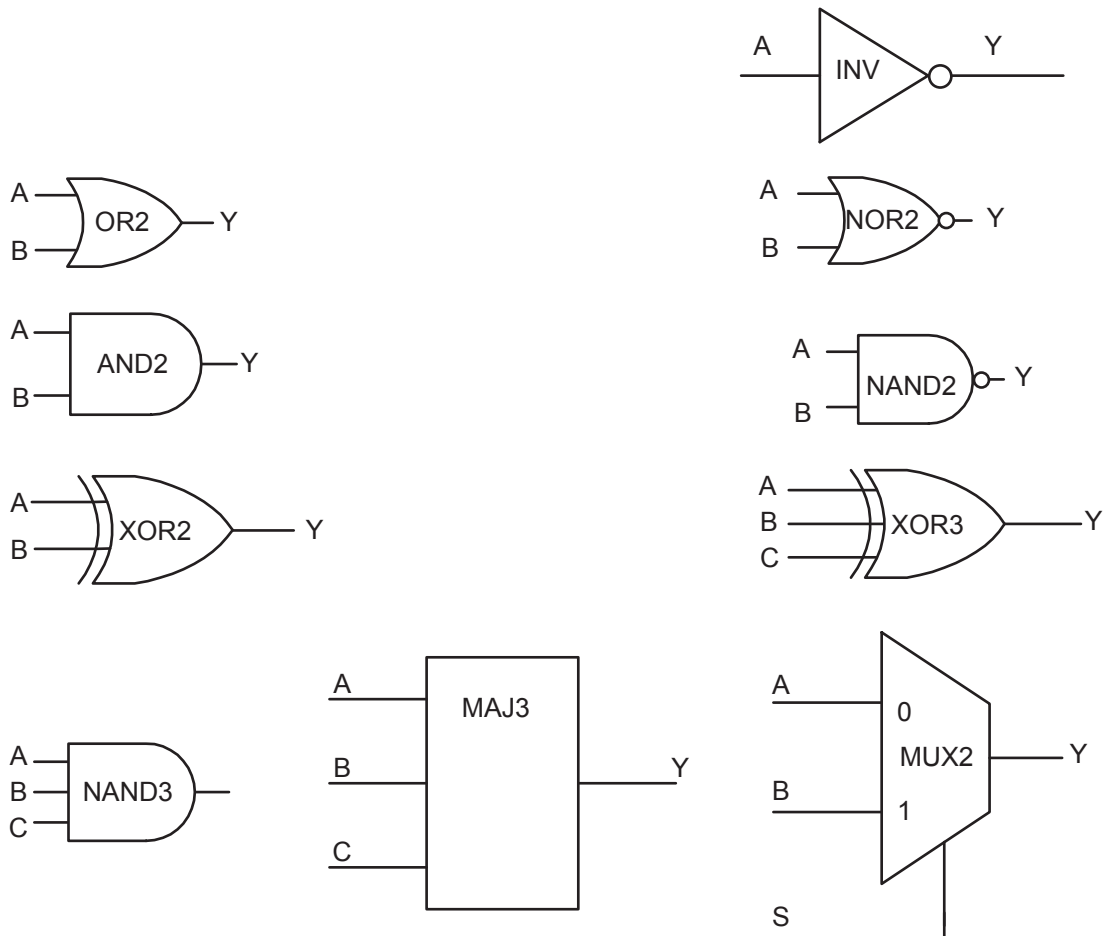 A INV Y
A OR2 Y
B
A NOR2 Y
B
A AND2 Y
B
A NAND2 Y
B
A XOR2 Y
B
A
B XOR3 Y
C
A
B NAND3
C
A MAJ3
B Y
C
A 0
MUX2 Y
B 1
S